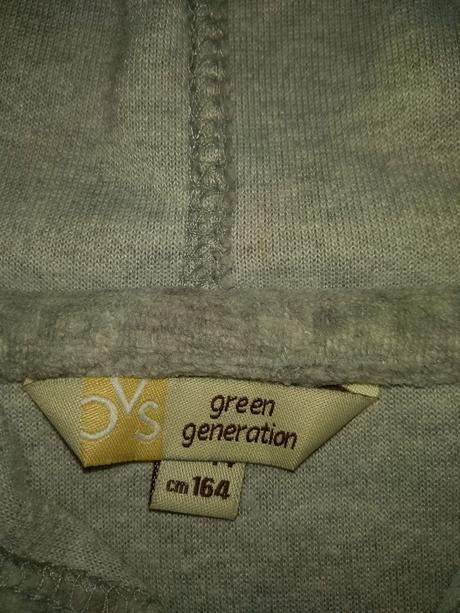 OVS
green
generation
cm 164